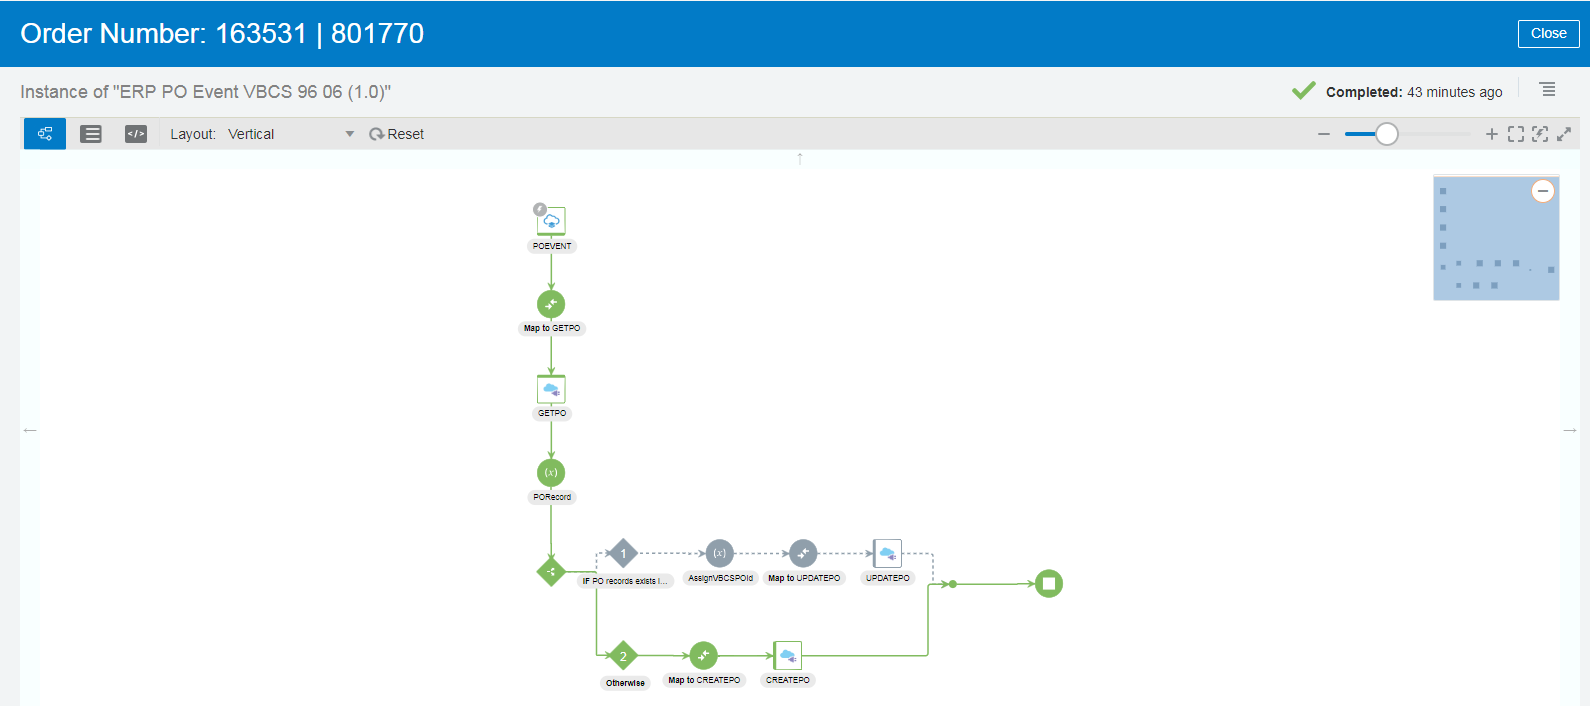 Order Number: 163531 | 801770
Close
Instance of "ERP PO Event VBCS 96 06 (1.0)"
Completed: 43 minutes ago
</>
Layout: Vertical
Reset
POEVENT
Map to GETPO
GETPO
(x)
PORecord
1
(x)
IF PO records exists I...
AssignVBCSPOId
Map to UPDATEPO
UPDATEPO
2
Otherwise
Map to CREATEPO
CREATEPO